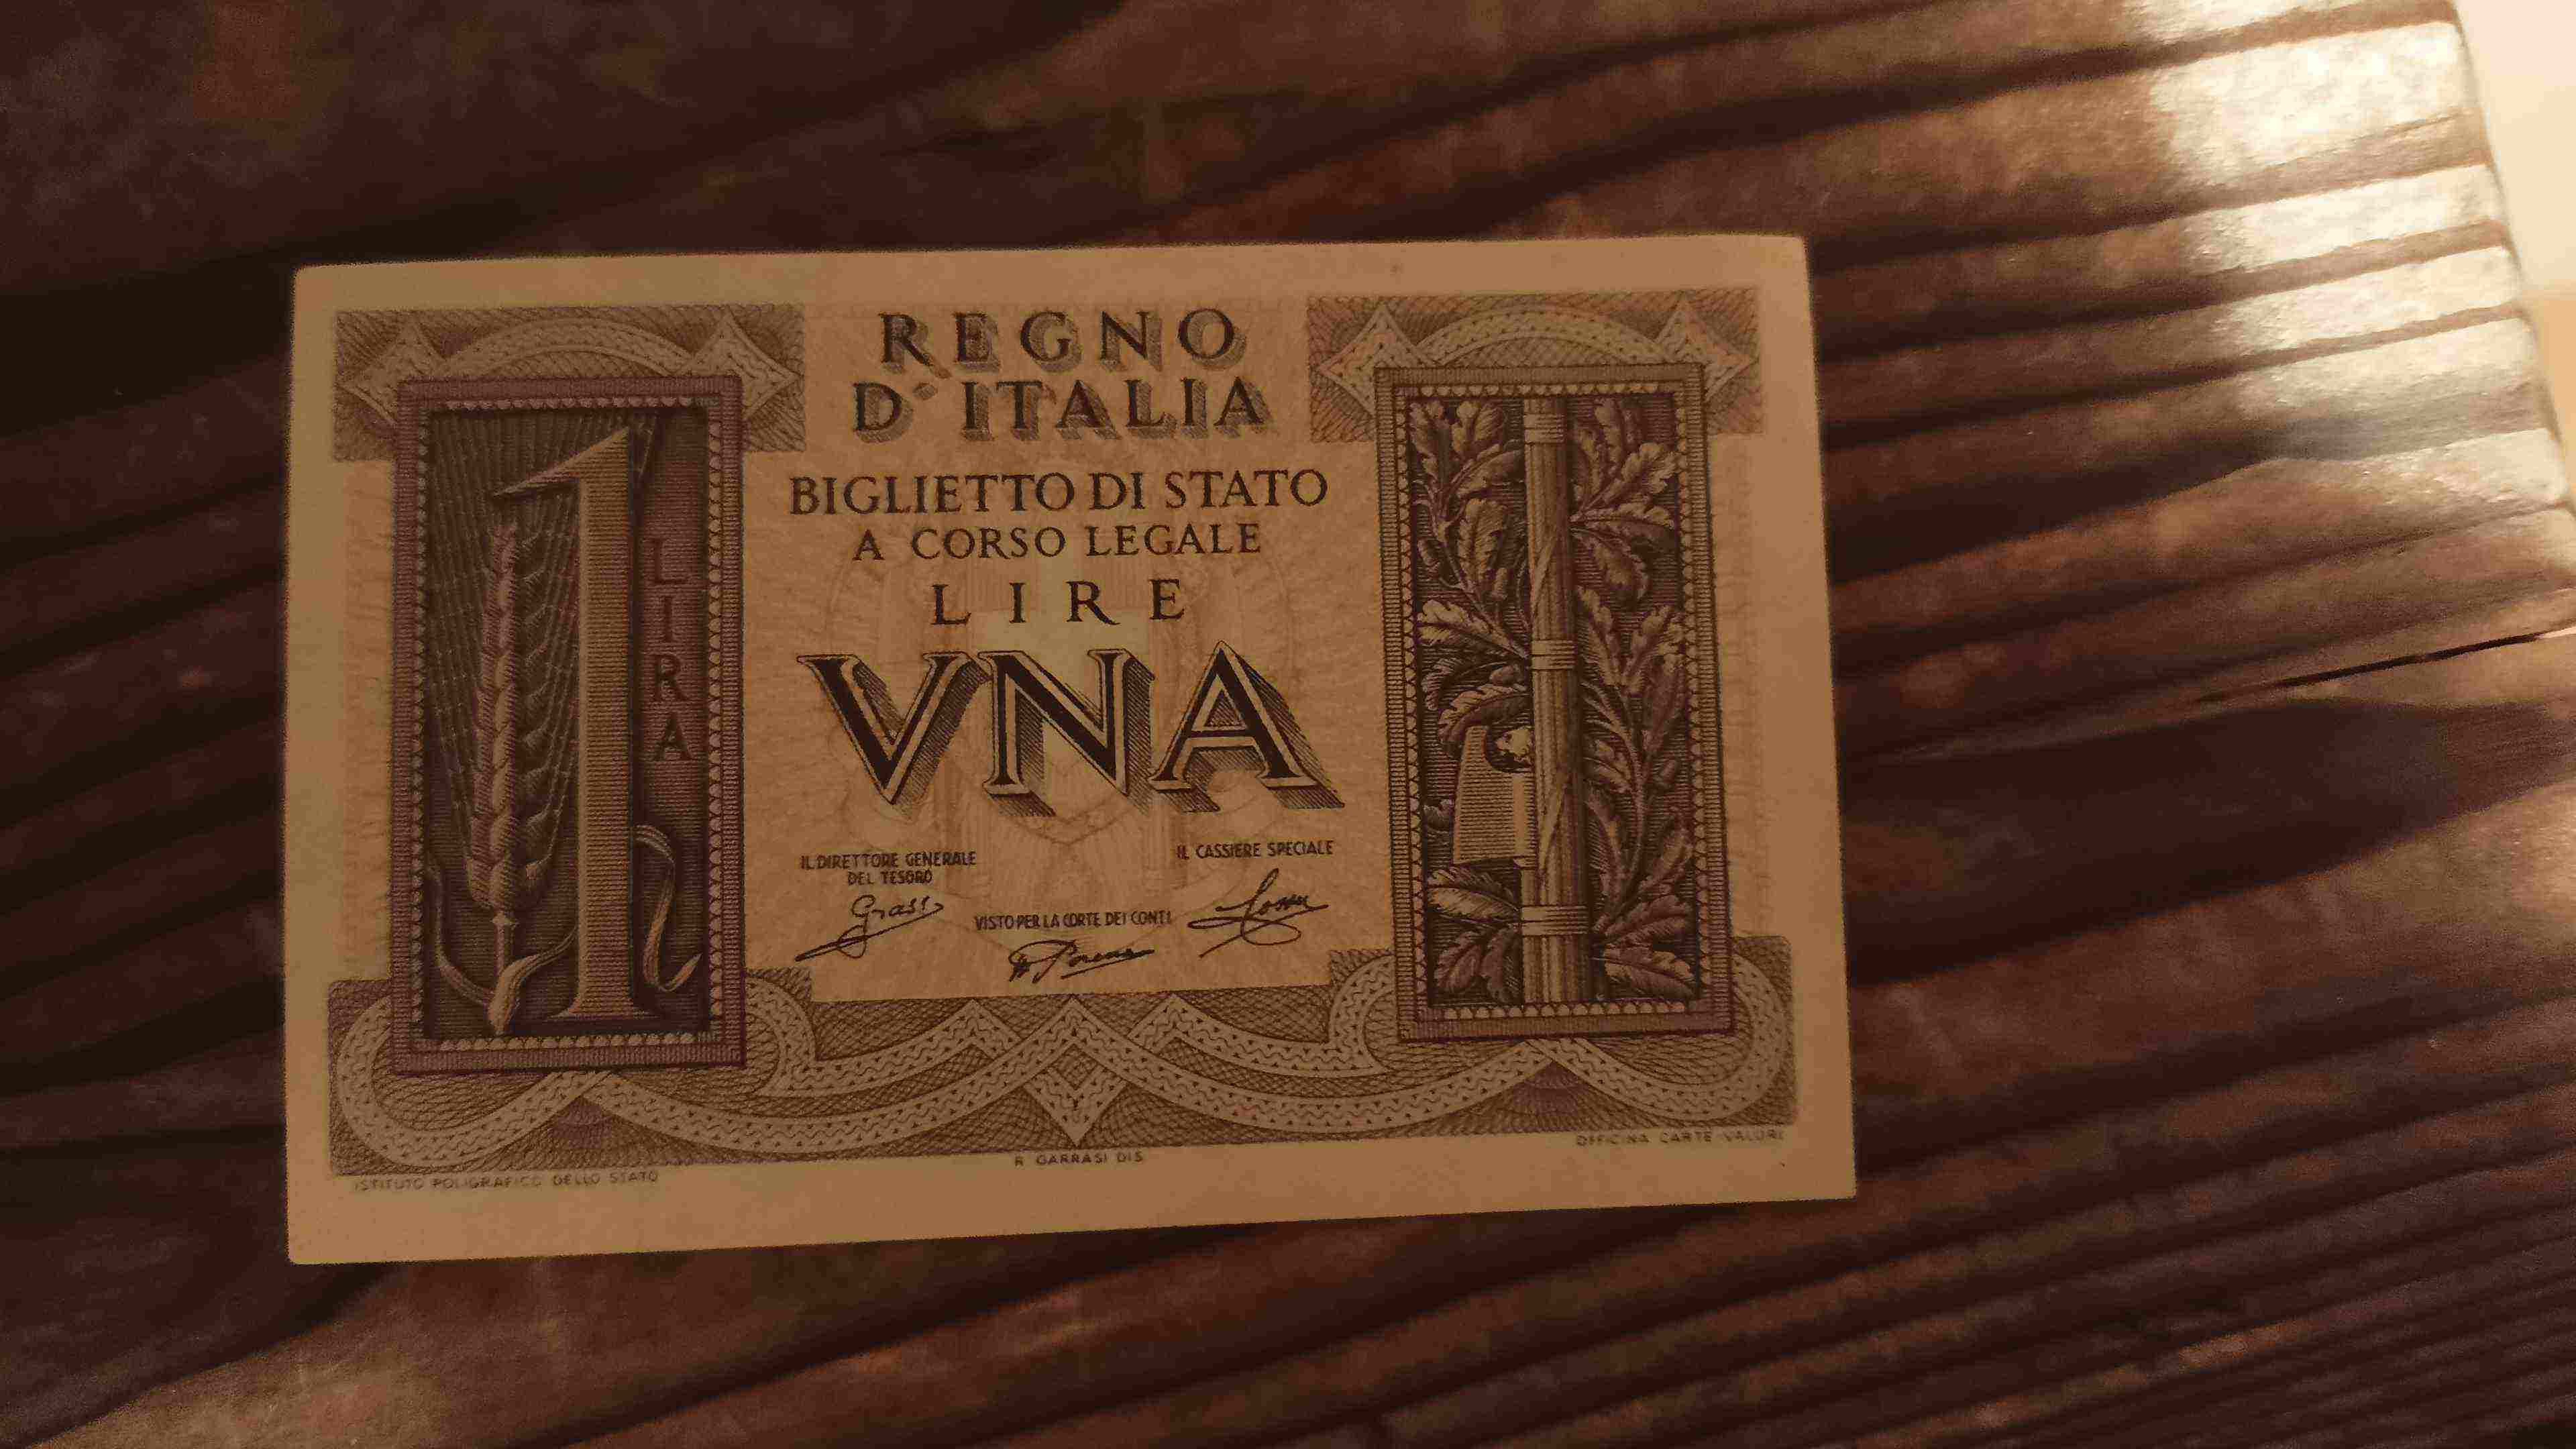 REGNO
D'ITALIA
BIGLIETTO DI STATO
A CORSO LEGALE
LIRE
VNA
1
LIRA
IL DIRETTORE GENERALE
DEL TESORO
Grassi
VISTO PER LA CORTE DEI CONTI
IL CASSIERE SPECIALE
ISTITUTO POLIGRAFICO DELLO STATO
R GARRASI DIS
OFFICINA CARTE VALORI